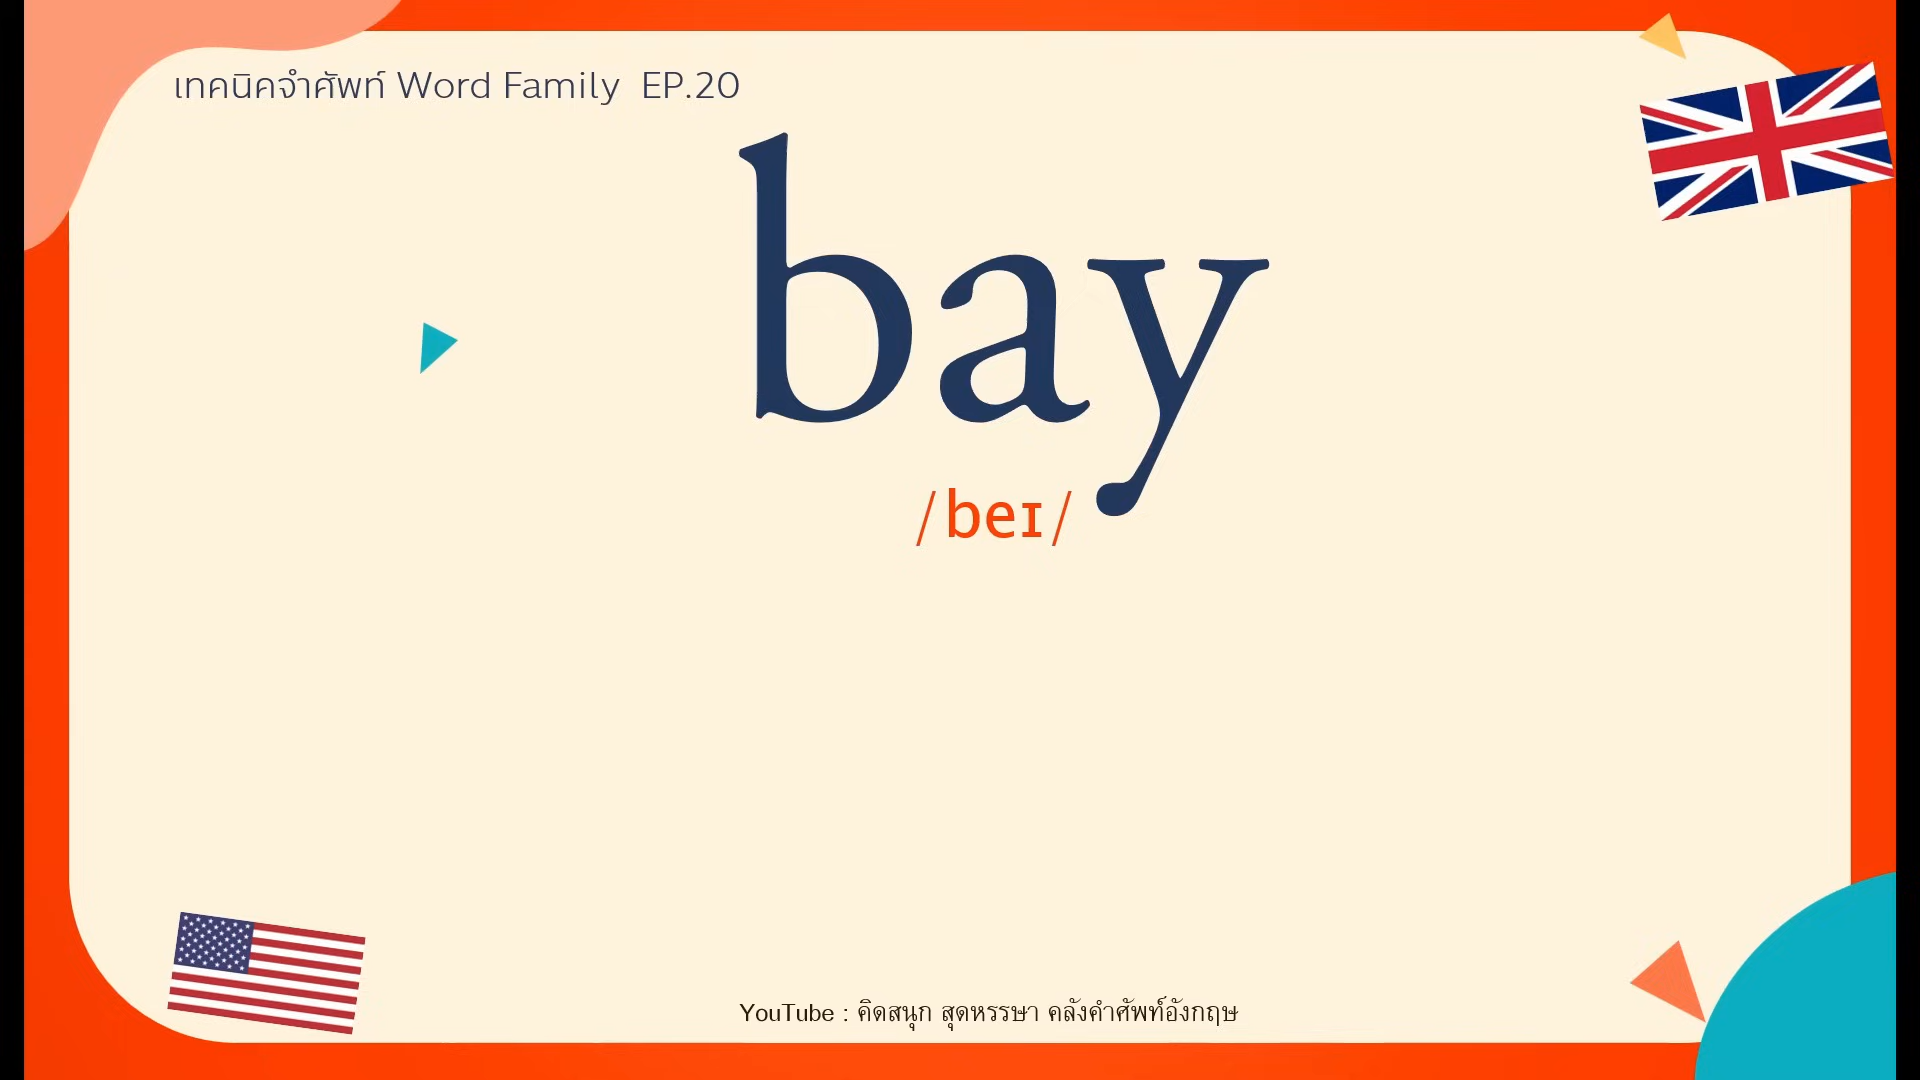 เทคนิคจำศัพท์ Word Family EP.20
bay
/beɪ/
YouTube : คิดสนุก สุดหรรษา คลังคำศัพท์อังกฤษ